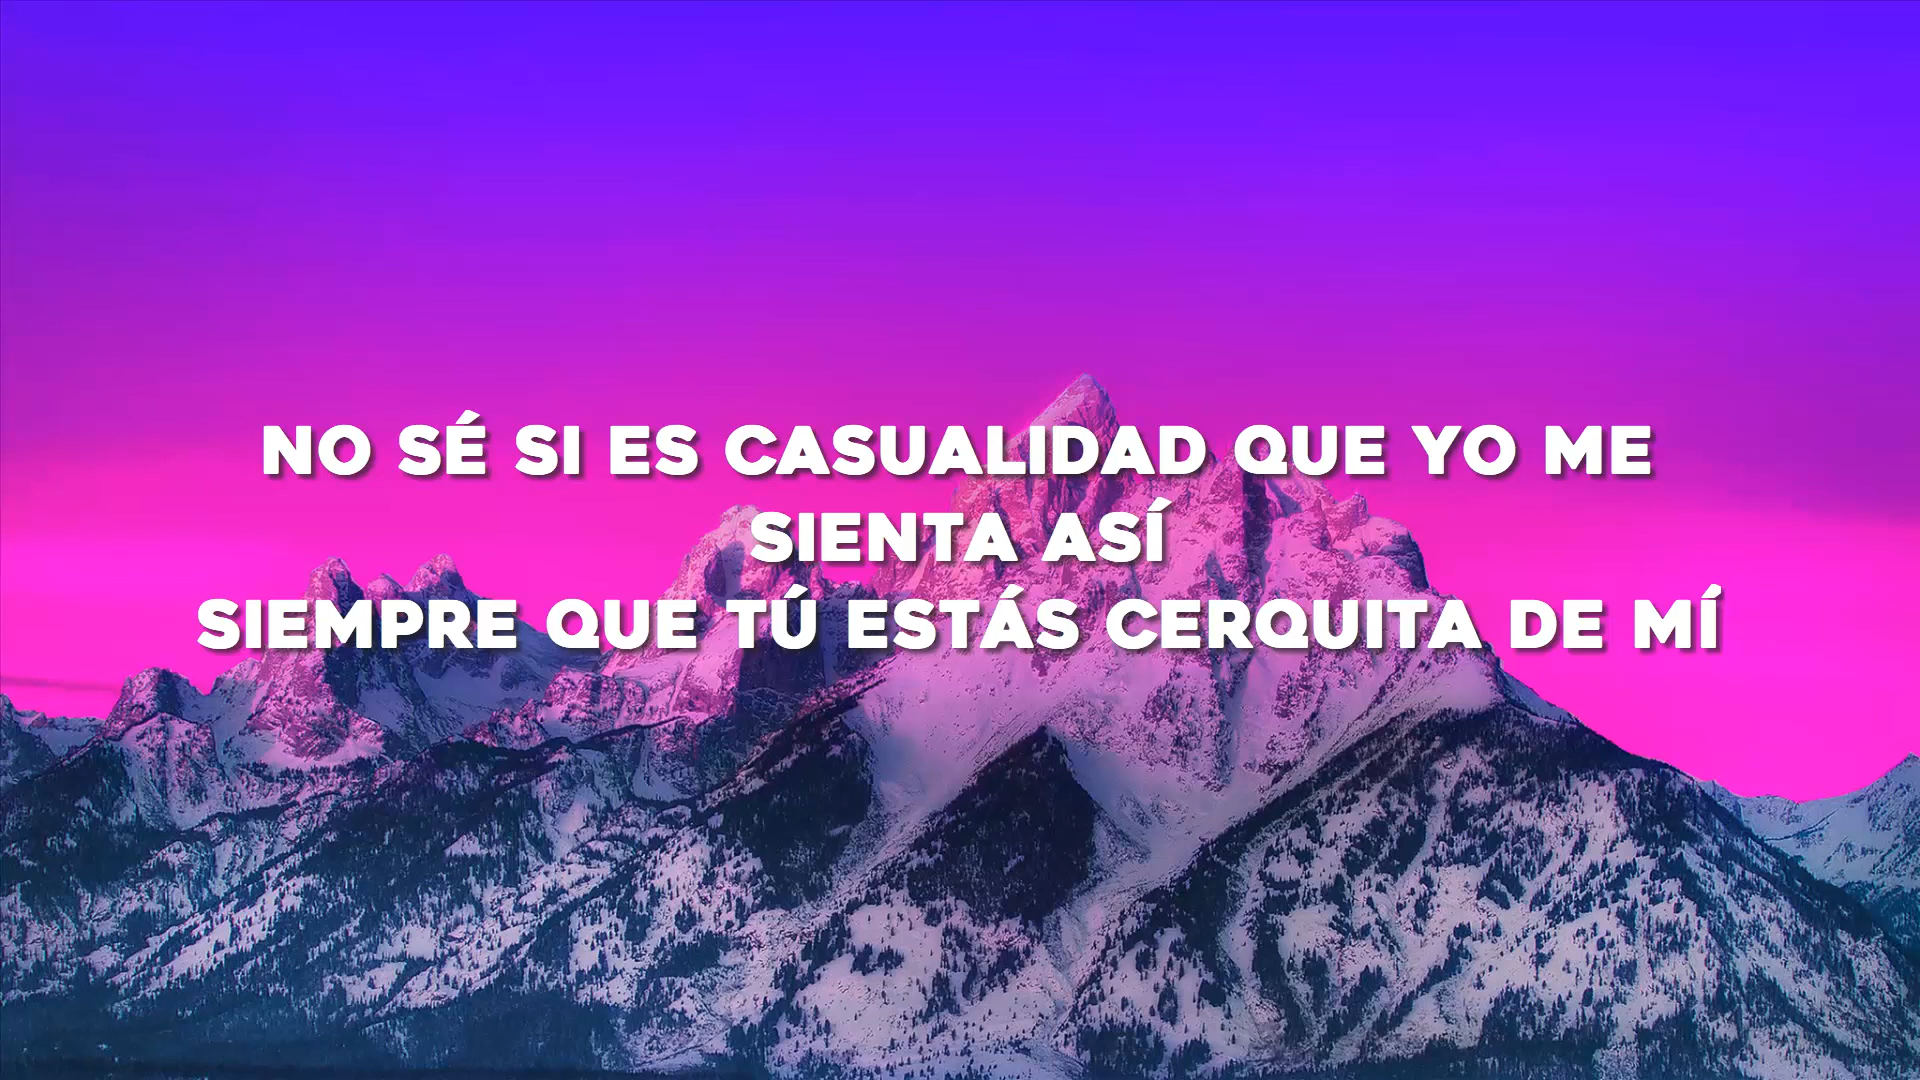 NO SÉ SI ES CASUALIDAD QUE YO ME
SIENTA ASÍ
SIEMPRE QUE TÚ ESTÁS CERQUITA DE MÍ